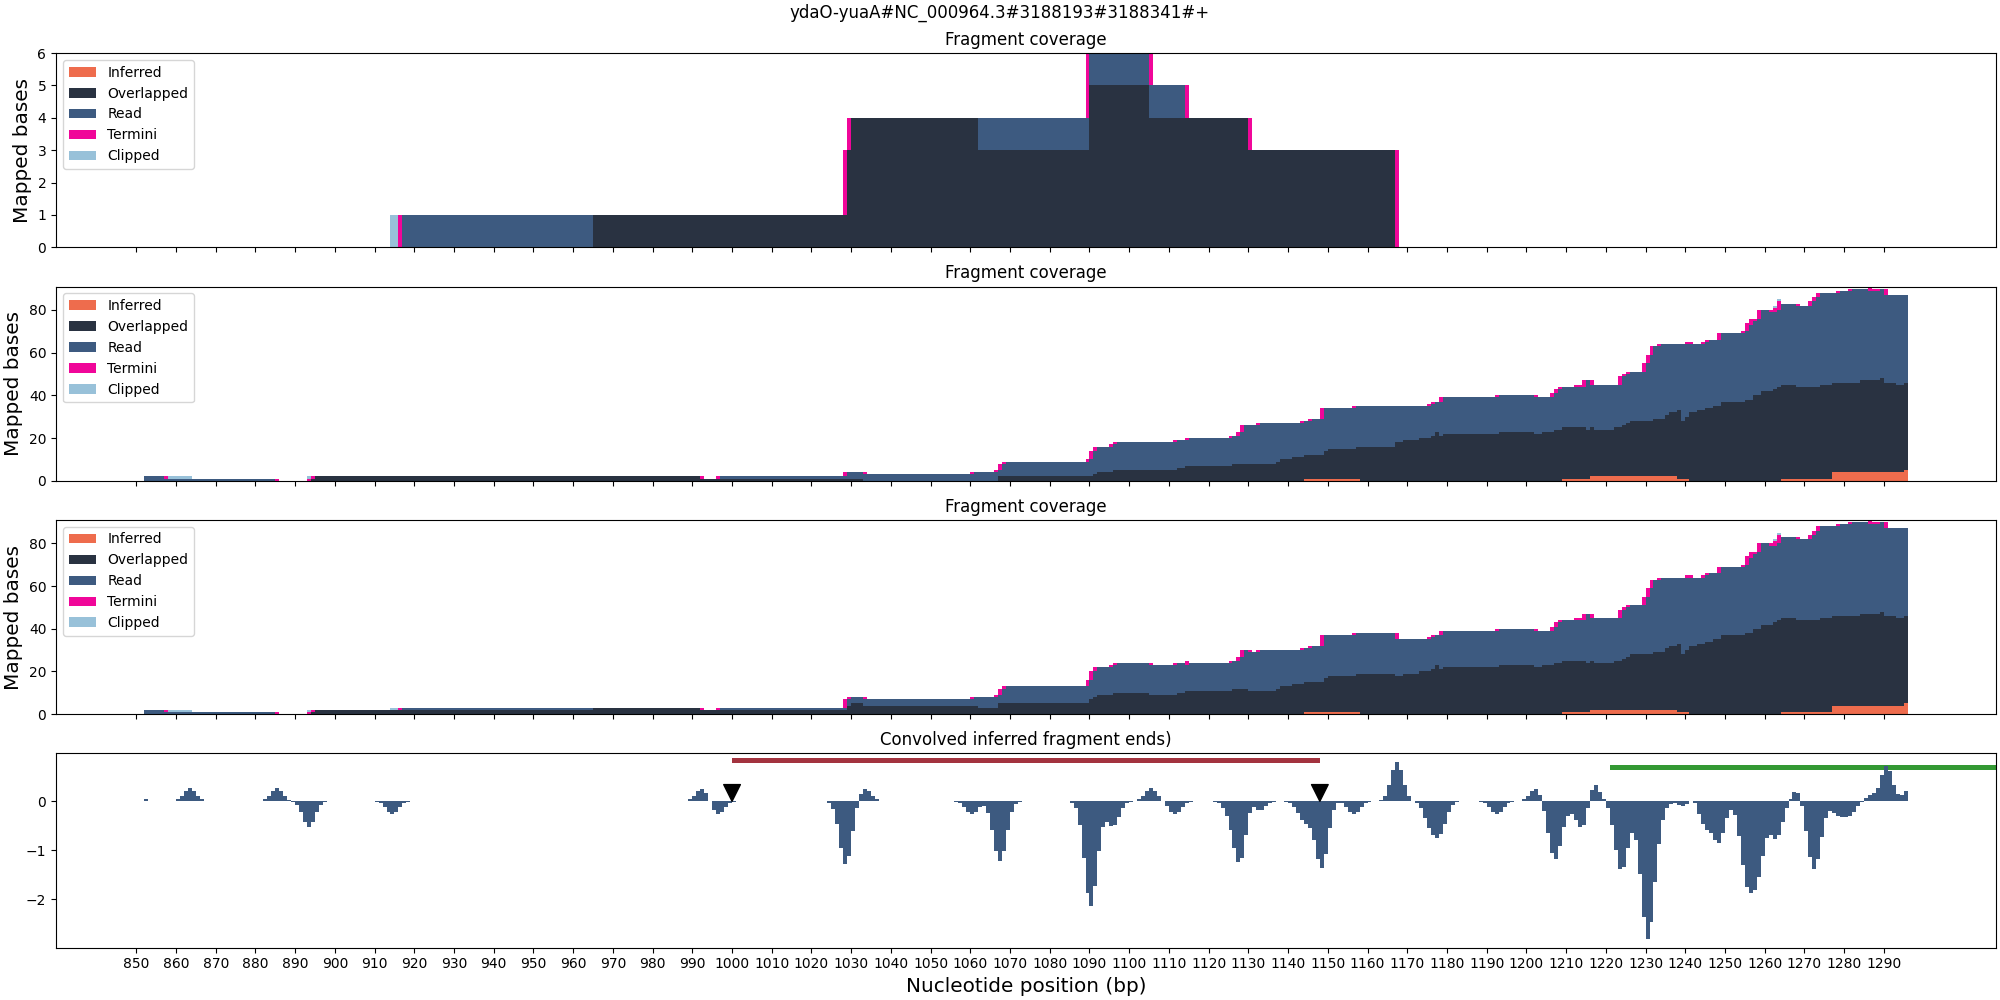 ydaO-yuaA#NC_000964.3#3188193#3188341#+
Fragment coverage
6
5
4
3
2
1
0
Mapped bases
Inferred
Overlapped
Read
Termini
Clipped
Fragment coverage
80
60
40
20
0
Mapped bases
Inferred
Overlapped
Read
Termini
Clipped
Fragment coverage
80
60
40
20
0
Mapped bases
Inferred
Overlapped
Read
Termini
Clipped
Convolved inferred fragment ends)
0
−1
−2
850 860 870 880 890 900 910 920 930 940 950 960 970 980 990 1000 1010 1020 1030 1040 1050 1060 1070 1080 1090 1100 1110 1120 1130 1140 1150 1160 1170 1180 1190 1200 1210 1220 1230 1240 1250 1260 1270 1280 1290
Nucleotide position (bp)